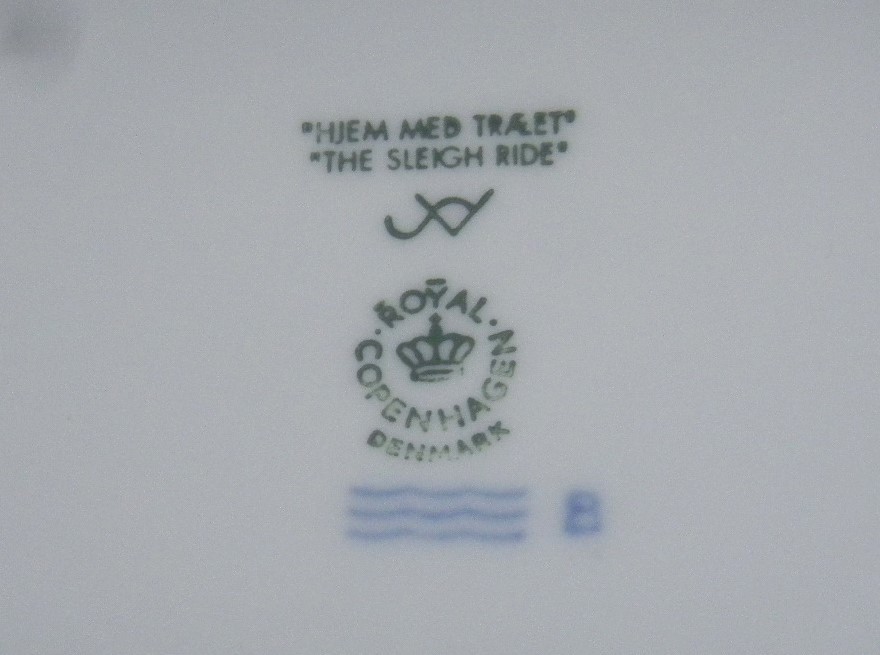 "HJEM MED TRÆET"
"THE SLEIGH RIDE"
ROYAL
COPENHAGEN
DENMARK
B